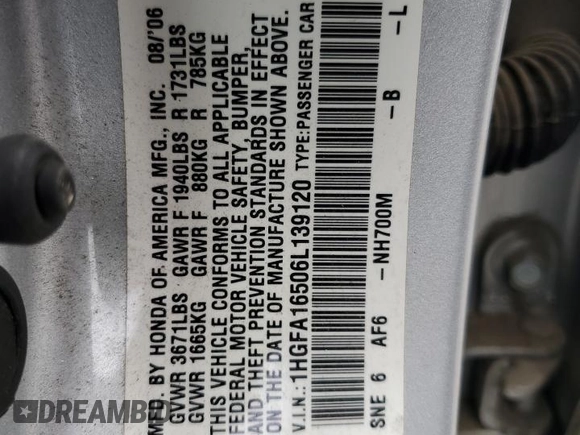 MFD. BY HONDA OF AMERICA MFG., INC. 08/'06
GVWR 3671LBS GAWR F 1940LBS R 1731LBS
GVWR 1665KG GAWR F 880KG R 785KG
THIS VEHICLE CONFORMS TO ALL APPLICABLE
FEDERAL MOTOR VEHICLE SAFETY, BUMPER,
AND THEFT PREVENTION STANDARDS IN EFFECT
ON THE DATE OF MANUFACTURE SHOWN ABOVE.
V.I.N.: 1HGFA16506L139120 TYPE:PASSENGER CAR
SNE 6 AF6 -NH700M -B -L
DREAMBID